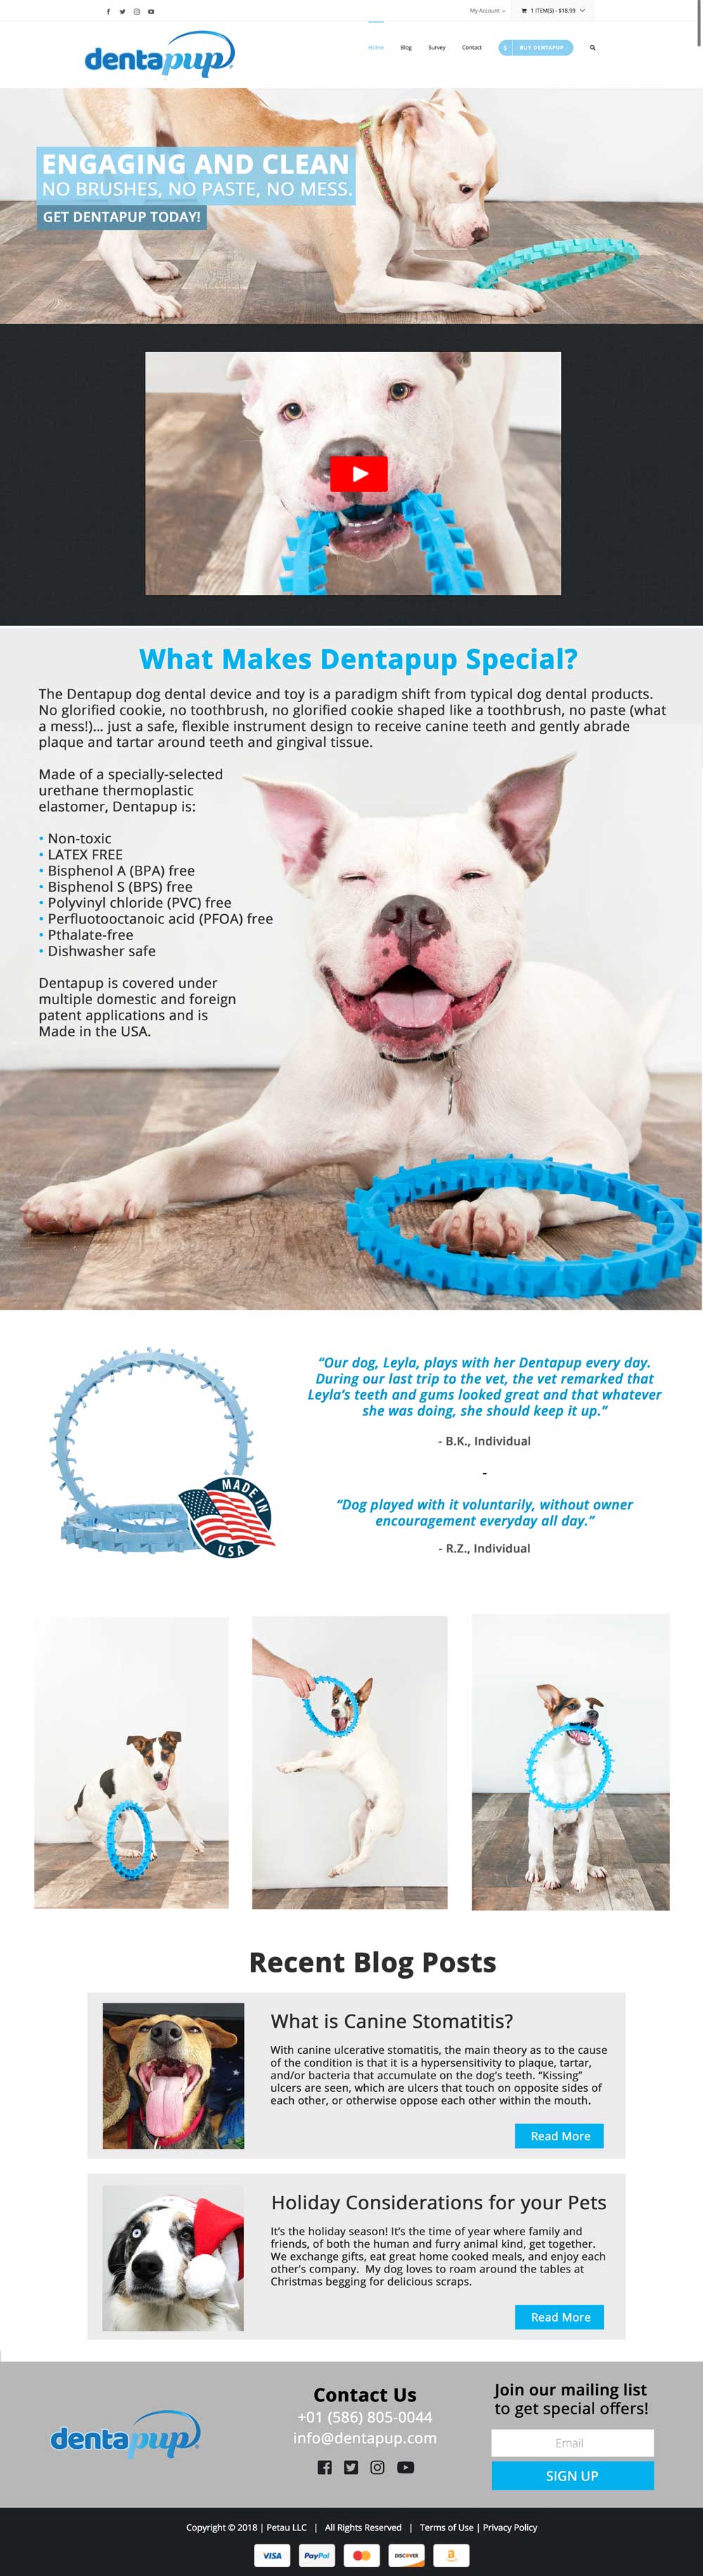 My Account
1 ITEM(S) - $18.99
dentapup
Home Blog Survey Contact $ BUY DENTAPUP
ENGAGING AND CLEAN
NO BRUSHES, NO PASTE, NO MESS.
GET DENTAPUP TODAY!
What Makes Dentapup Special?
The Dentapup dog dental device and toy is a paradigm shift from typical dog dental products.
No glorified cookie, no toothbrush, no glorified cookie shaped like a toothbrush, no paste (what
a mess!)... just a safe, flexible instrument design to receive canine teeth and gently abrade
plaque and tartar around teeth and gingival tissue.
Made of a specially-selected
urethane thermoplastic
elastomer, Dentapup is:
• Non-toxic
• LATEX FREE
• Bisphenol A (BPA) free
• Bisphenol S (BPS) free
• Polyvinyl chloride (PVC) free
• Perfluotooctanoic acid (PFOA) free
• Pthalate-free
• Dishwasher safe
Dentapup is covered under
multiple domestic and foreign
patent applications and is
Made in the USA.
MADE IN
USA
“Our dog, Leyla, plays with her Dentapup every day.
During our last trip to the vet, the vet remarked that
Leyla’s teeth and gums looked great and that whatever
she was doing, she should keep it up.”
- B.K., Individual
-
“Dog played with it voluntarily, without owner
encouragement everyday all day.”
- R.Z., Individual
Recent Blog Posts
What is Canine Stomatitis?
With canine ulcerative stomatitis, the main theory as to the cause
of the condition is that it is a hypersensitivity to plaque, tartar,
and/or bacteria that accumulate on the dog’s teeth. “Kissing”
ulcers are seen, which are ulcers that touch on opposite sides of
each other, or otherwise oppose each other within the mouth.
Read More
Holiday Considerations for your Pets
It’s the holiday season! It’s the time of year where family and
friends, of both the human and furry animal kind, get together.
We exchange gifts, eat great home cooked meals, and enjoy each
other’s company. My dog loves to roam around the tables at
Christmas begging for delicious scraps.
Read More
dentapup
Contact Us
+01 (586) 805-0044
info@dentapup.com
Join our mailing list
to get special offers!
Email
SIGN UP
Copyright © 2018 | Petau LLC | All Rights Reserved | Terms of Use | Privacy Policy
VISA PayPal DISCOVER a